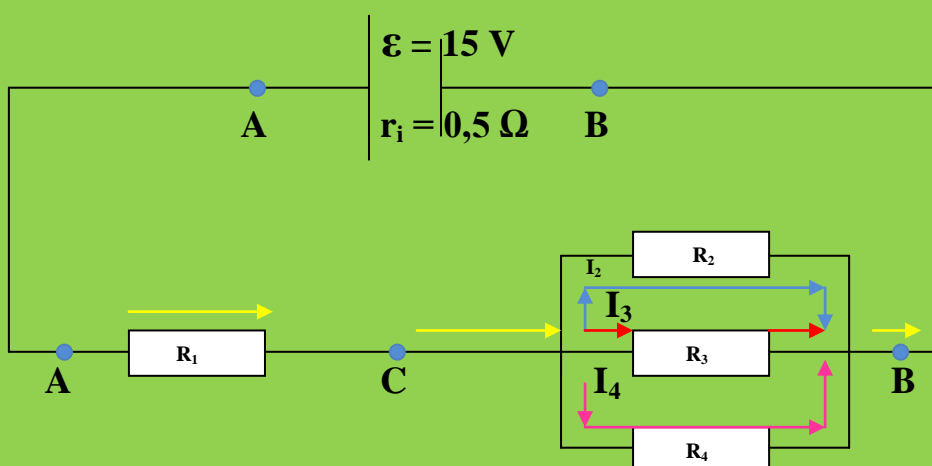 ε = 15 V
A
rᵢ = 0,5 Ω
B
R₂
I₂
I₃
R₁
R₃
A
C
I₄
B
R₄